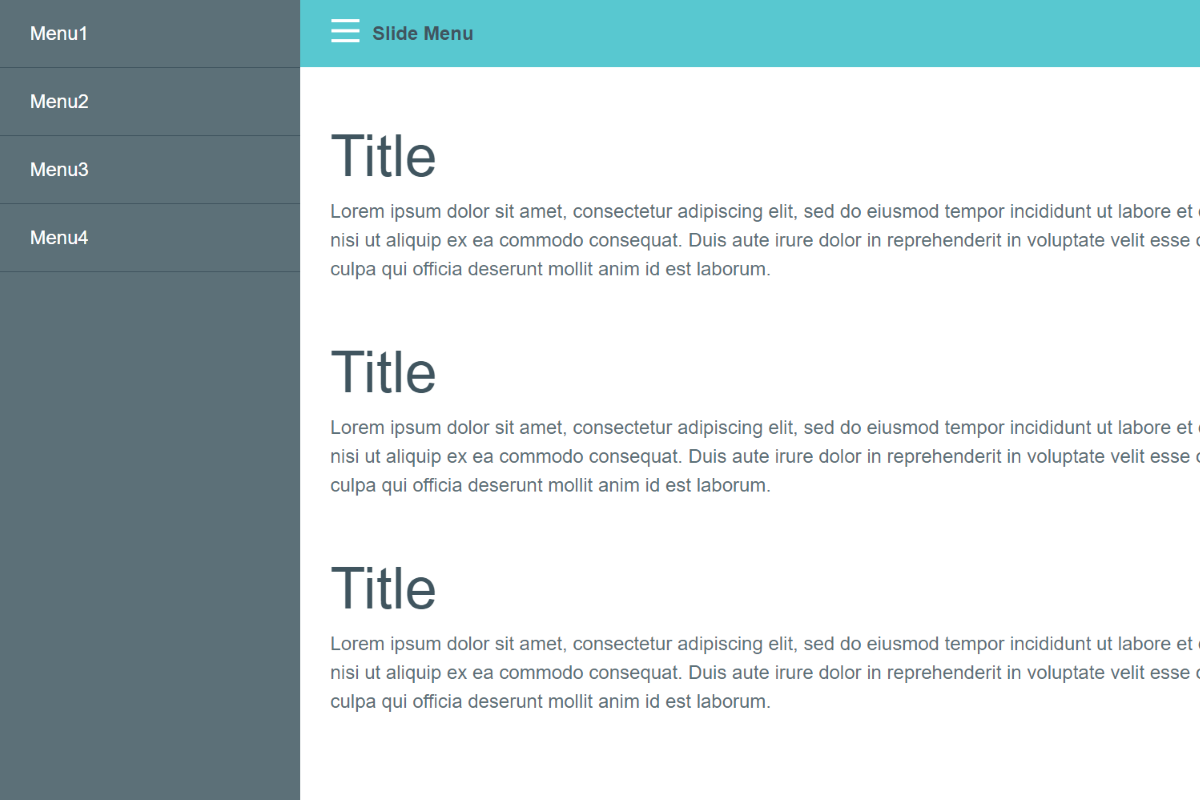 Menu1
Menu2
Menu3
Menu4
Slide Menu
Title
Lorem ipsum dolor sit amet, consectetur adipiscing elit, sed do eiusmod tempor incididunt ut labore et
nisi ut aliquip ex ea commodo consequat. Duis aute irure dolor in reprehenderit in voluptate velit esse
culpa qui officia deserunt mollit anim id est laborum.
Title
Lorem ipsum dolor sit amet, consectetur adipiscing elit, sed do eiusmod tempor incididunt ut labore et
nisi ut aliquip ex ea commodo consequat. Duis aute irure dolor in reprehenderit in voluptate velit esse
culpa qui officia deserunt mollit anim id est laborum.
Title
Lorem ipsum dolor sit amet, consectetur adipiscing elit, sed do eiusmod tempor incididunt ut labore et
nisi ut aliquip ex ea commodo consequat. Duis aute irure dolor in reprehenderit in voluptate velit esse
culpa qui officia deserunt mollit anim id est laborum.